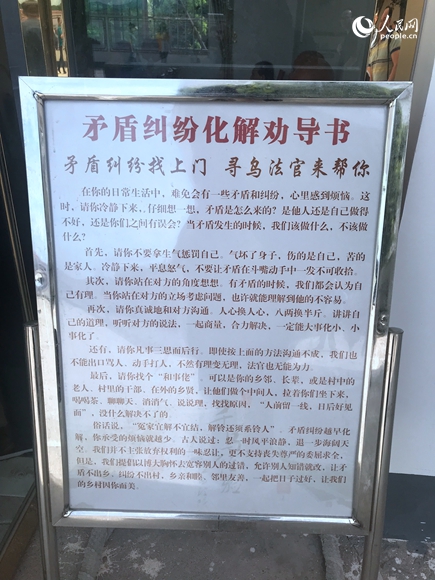 人民网
people.cn
矛盾纠纷化解劝导书
矛盾纠纷找上门 寻乌法官来帮你
在你的日常生活中，难免会有一些矛盾和纠纷，心里感到烦恼。这
时，请你冷静下来，仔细想一想，矛盾是怎么来的？是他人还是自己做得
不好，还是你们之间有误会？当矛盾发生的时候，我们该做什么，不该做
什么？
首先，请你不要拿生气惩罚自己。气坏了身子，伤的是自己，苦的
是家人。冷静下来，平息怒气，不要让矛盾在斗嘴动手中一发不可收拾。
其次，请你站在对方的角度想想。有矛盾的时候，我们都会认为自
己有理。当你站在对方的立场考虑问题，也许就能理解到他的不容易。
再次，请你真诚地和对方沟通。人心换人心，八两换半斤。讲讲自
己的道理，听听对方的说法，一起商量，合力解决，一定能大事化小、小
事化了。
还有，请你凡事三思而后行。即使按上面的方法沟通不成，我们也
不能出口骂人、动手打人，不然有理变无理，法官也无能为力。
最后，请你找个“和事佬”，可以是你的乡邻、长辈，或是村中的
老人、村里的干部、在外的乡贤，让他们做个中间人，拉着你们坐下来，
喝喝茶、聊聊天、消消气、说说理，找找原因，“人前留一线，日后好见
面”，没什么解决不了的。
俗话说，“冤家宜解不宜结，解铃还须系铃人”。矛盾纠纷越早化
解，你承受的烦恼就越少。古人说过：忍一时风平浪静，退一步海阔天
空。我们并不主张放弃权利的一味忍让，更不支持丧失尊严的委屈求全，
但是，我们提倡以博大胸怀去宽容别人的过错，允许别人知错就改。让矛
盾不出乡、纠纷不出村，乡亲和睦、邻里友善，一起把日子过好，让我们
的乡村因你而美。